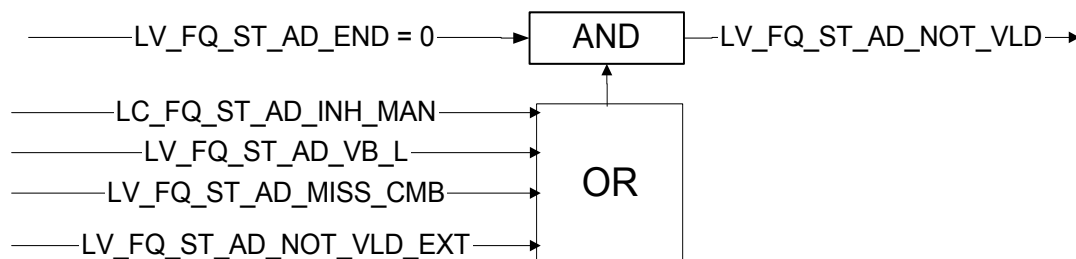 LV_FQ_ST_AD_END = 0
AND
LV_FQ_ST_AD_NOT_VLD
LC_FQ_ST_AD_INH_MAN
LV_FQ_ST_AD_VB_L
LV_FQ_ST_AD_MISS_CMB
OR
LV_FQ_ST_AD_NOT_VLD_EXT